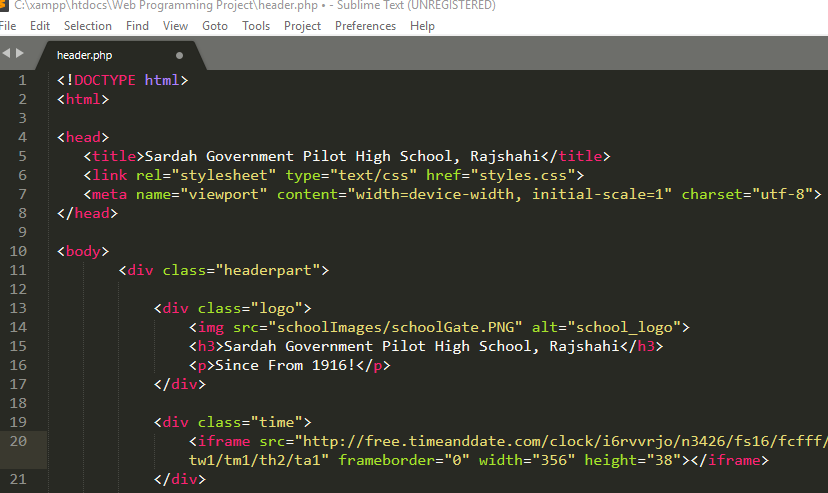 C:\xampp\htdocs\Web Programming Project\header.php • - Sublime Text (UNREGISTERED)
File Edit Selection Find View Goto Tools Project Preferences Help
header.php
1 <!DOCTYPE html>
2 <html>
3
4 <head>
5 <title>Sardah Government Pilot High School, Rajshahi</title>
6 <link rel="stylesheet" type="text/css" href="styles.css">
7 <meta name="viewport" content="width=device-width, initial-scale=1" charset="utf-8">
8 </head>
9
10 <body>
11 <div class="headerpart">
12
13 <div class="logo">
14 <img src="schoolImages/schoolGate.PNG" alt="school_logo">
15 <h3>Sardah Government Pilot High School, Rajshahi</h3>
16 <p>Since From 1916!</p>
17 </div>
18
19 <div class="time">
20 <iframe src="http://free.timeanddate.com/clock/i6rvvrjo/n3426/fs16/fcfff/
tw1/tm1/th2/ta1" frameborder="0" width="356" height="38"></iframe>
21 </div>